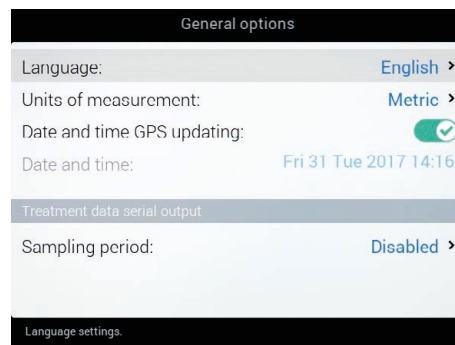 General options
Language: English
Units of measurement: Metric
Date and time GPS updating:
Date and time: Fri 31 Tue 2017 14:16
Treatment data serial output
Sampling period: Disabled
Language settings.